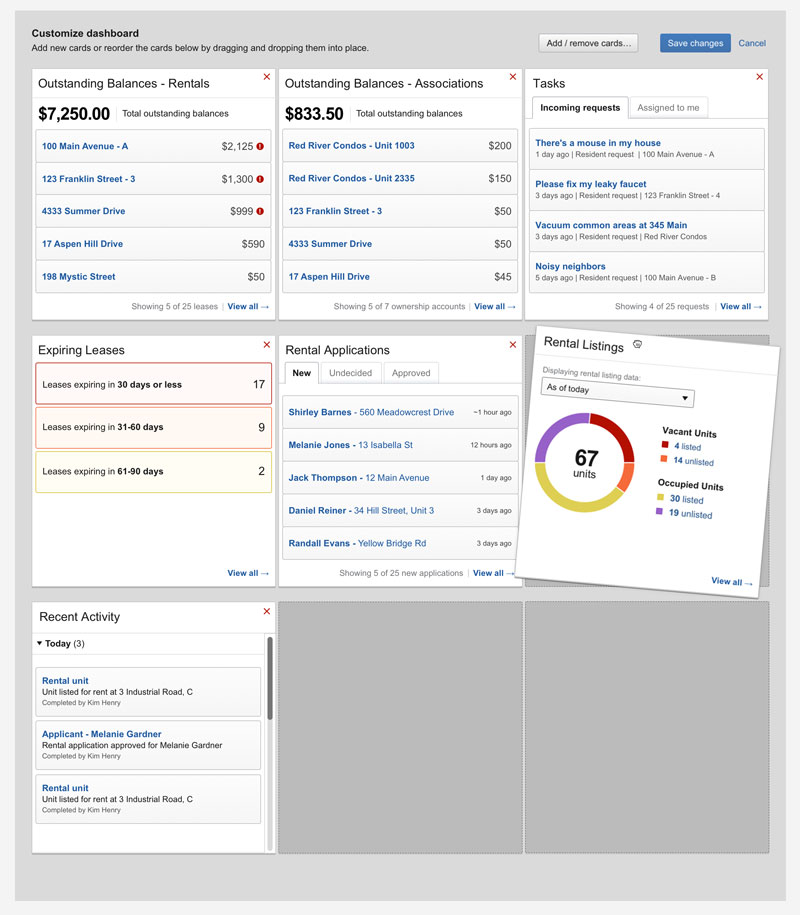 Customize dashboard
Add new cards or reorder the cards below by dragging and dropping them into place.
Add / remove cards...
Save changes
Cancel
Outstanding Balances - Rentals
$7,250.00 Total outstanding balances
100 Main Avenue - A $2,125
123 Franklin Street - 3 $1,300
4333 Summer Drive $999
17 Aspen Hill Drive $590
198 Mystic Street $50
Showing 5 of 25 leases | View all →
Outstanding Balances - Associations
$833.50 Total outstanding balances
Red River Condos - Unit 1003 $200
Red River Condos - Unit 2335 $150
123 Franklin Street - 3 $50
4333 Summer Drive $50
17 Aspen Hill Drive $45
Showing 5 of 7 ownership accounts | View all →
Tasks
Incoming requests Assigned to me
There's a mouse in my house
1 day ago | Resident request | 100 Main Avenue - A
Please fix my leaky faucet
3 days ago | Resident request | 123 Franklin Street - 4
Vacuum common areas at 345 Main
3 days ago | Resident request | Red River Condos
Noisy neighbors
5 days ago | Resident request | 100 Main Avenue - B
Showing 4 of 25 requests | View all →
Expiring Leases
Leases expiring in 30 days or less 17
Leases expiring in 31-60 days 9
Leases expiring in 61-90 days 2
View all →
Rental Applications
New Undecided Approved
Shirley Barnes - 560 Meadowcrest Drive ~1 hour ago
Melanie Jones - 13 Isabella St 12 hours ago
Jack Thompson - 12 Main Avenue 1 day ago
Daniel Reiner - 34 Hill Street, Unit 3 3 days ago
Randall Evans - Yellow Bridge Rd 3 days ago
Showing 5 of 25 new applications | View all →
Rental Listings
Displaying rental listing data:
As of today
67
units
Vacant Units
4 listed
14 unlisted
Occupied Units
30 listed
19 unlisted
View all →
Recent Activity
Today (3)
Rental unit
Unit listed for rent at 3 Industrial Road, C
Completed by Kim Henry
Applicant - Melanie Gardner
Rental application approved for Melanie Gardner
Completed by Kim Henry
Rental unit
Unit listed for rent at 3 Industrial Road, C
Completed by Kim Henry